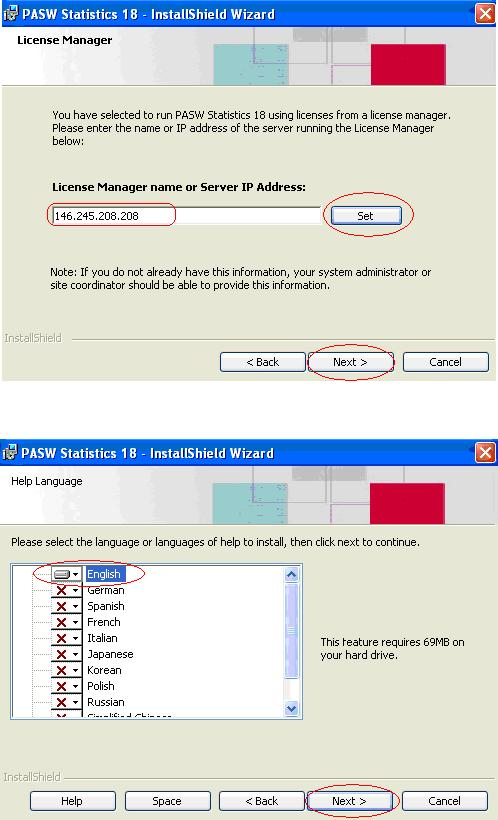 PASW Statistics 18 - InstallShield Wizard
License Manager
You have selected to run PASW Statistics 18 using licenses from a license manager.
Please enter the name or IP address of the server running the License Manager
below:
License Manager name or Server IP Address:
146.245.208.208
Set
Note: If you do not already have this information, your system administrator or
site coordinator should be able to provide this information.
InstallShield
< Back
Next >
Cancel
PASW Statistics 18 - InstallShield Wizard
Help Language
Please select the language or languages of help to install, then click next to continue.
English
German
Spanish
French
Italian
Japanese
Korean
Polish
Russian
Simplified Chinese
This feature requires 69MB on
your hard drive.
InstallShield
Help
Space
< Back
Next >
Cancel